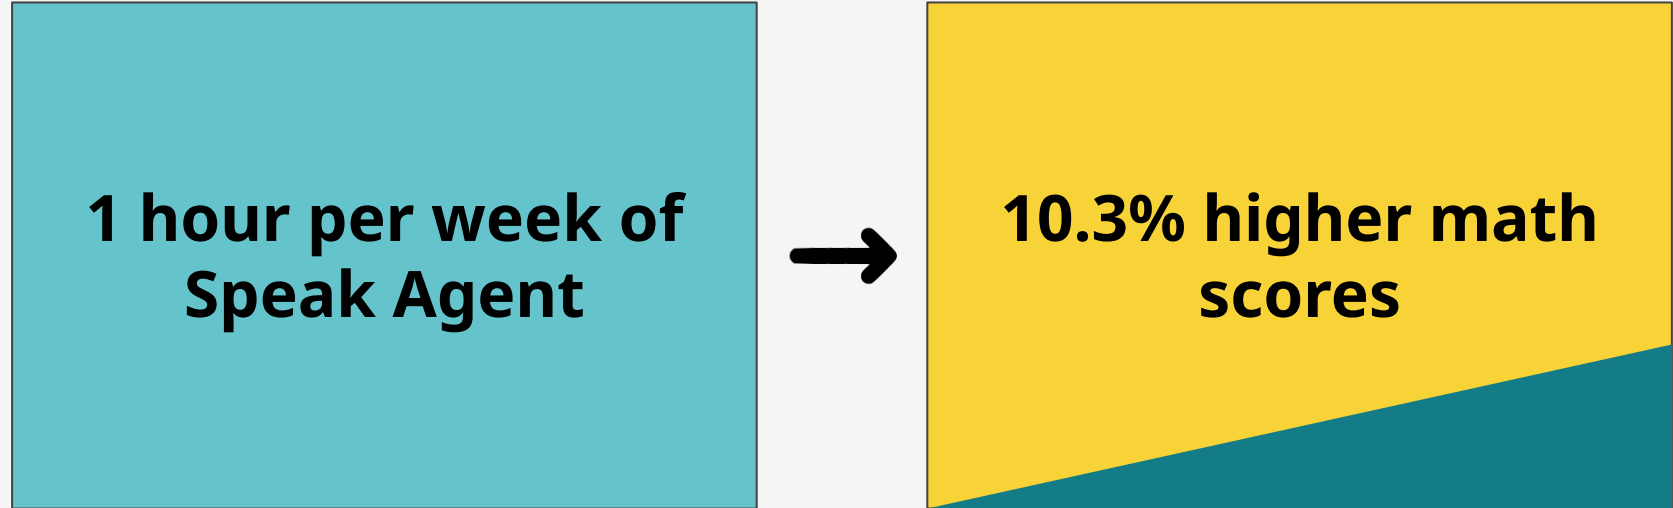 1 hour per week of
Speak Agent
10.3% higher math
scores